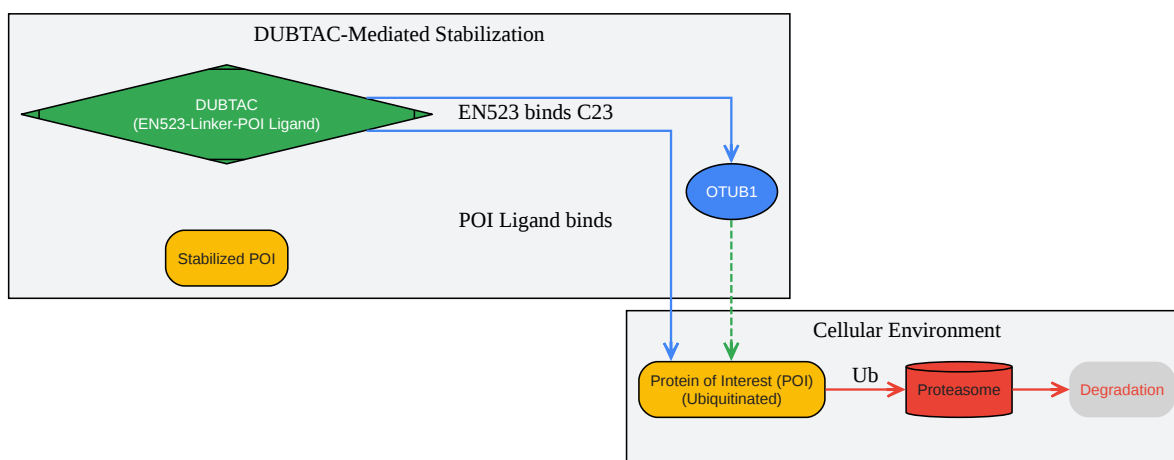 DUBTAC-Mediated Stabilization
DUBTAC
(EN523-Linker-POI Ligand)
EN523 binds C23
OTUB1
POI Ligand binds
Stabilized POI
Cellular Environment
Protein of Interest (POI)
(Ubiquitinated)
Ub
Proteasome
Degradation